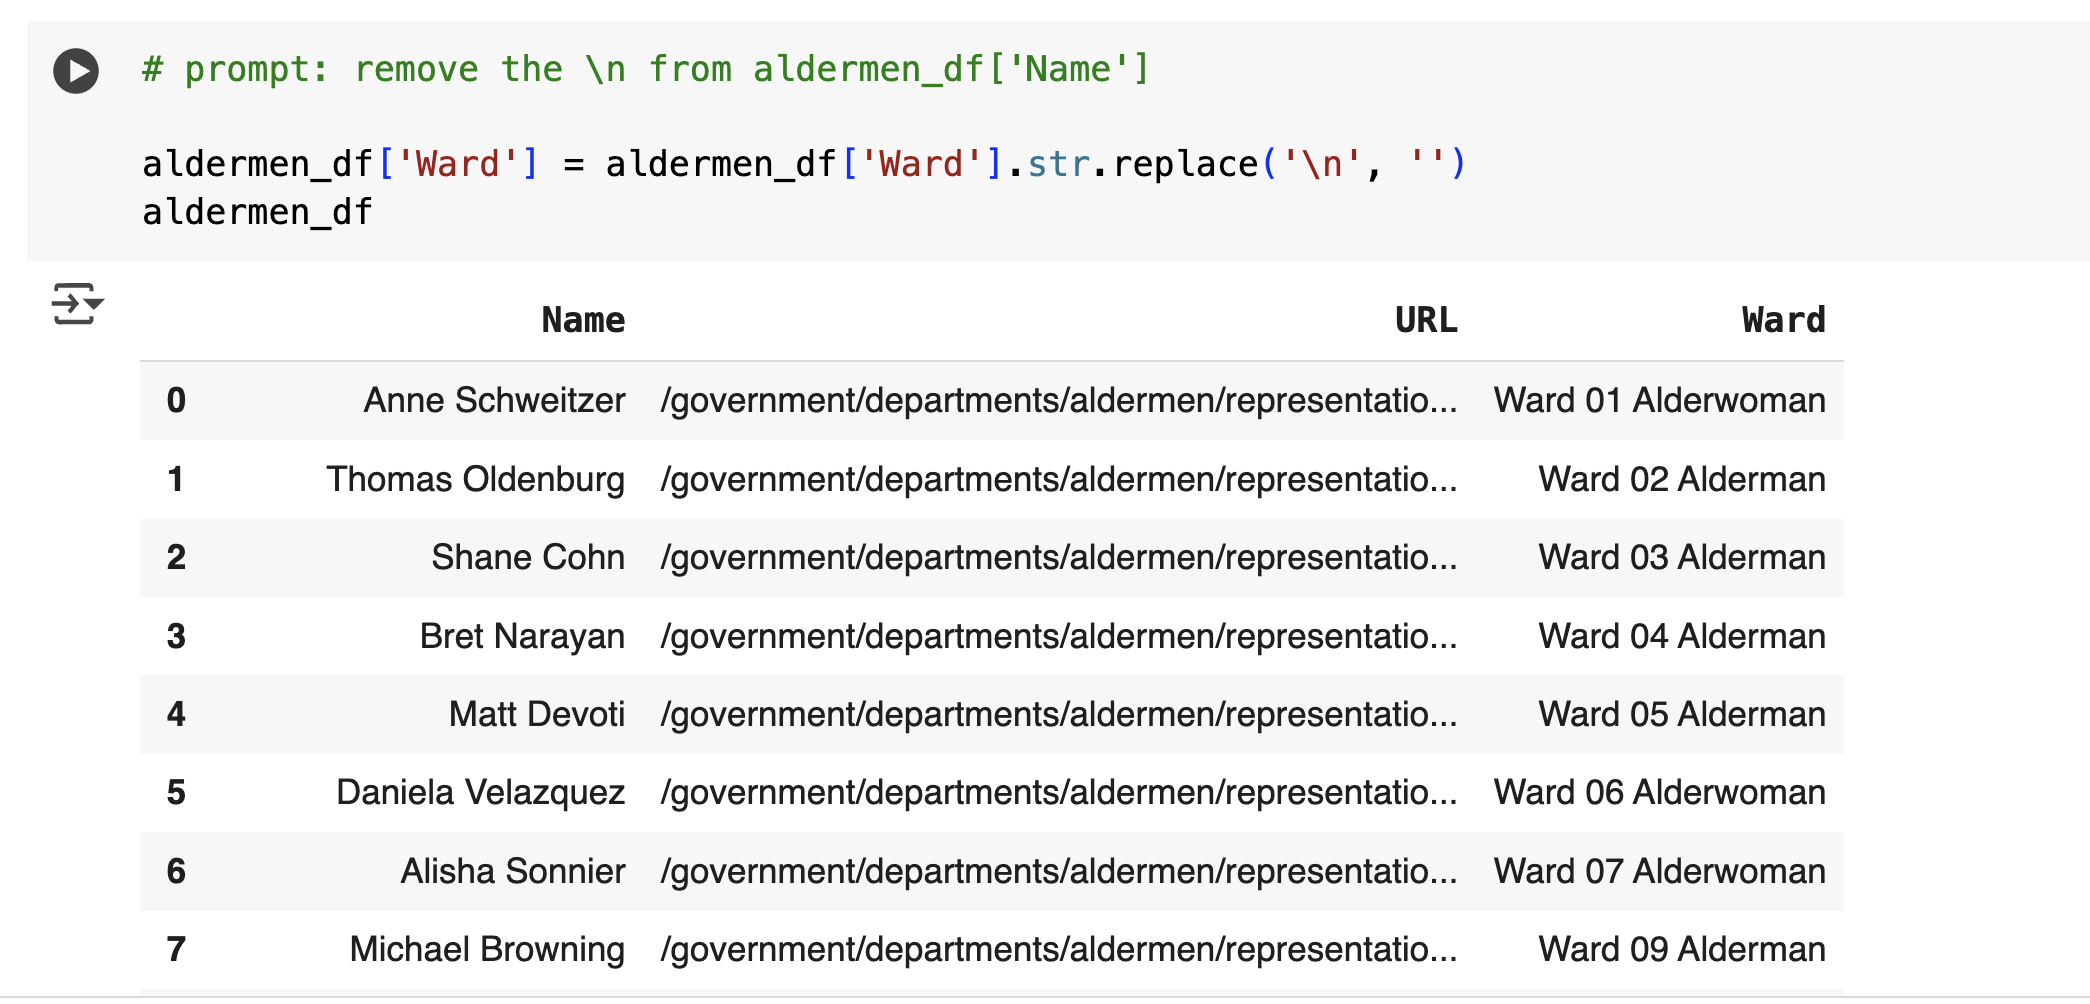 # prompt: remove the \n from aldermen_df['Name']
aldermen_df['Ward'] = aldermen_df['Ward'].str.replace('\n', '')
aldermen_df
Name URL Ward
0 Anne Schweitzer /government/departments/aldermen/representatio... Ward 01 Alderwoman
1 Thomas Oldenburg /government/departments/aldermen/representatio... Ward 02 Alderman
2 Shane Cohn /government/departments/aldermen/representatio... Ward 03 Alderman
3 Bret Narayan /government/departments/aldermen/representatio... Ward 04 Alderman
4 Matt Devoti /government/departments/aldermen/representatio... Ward 05 Alderman
5 Daniela Velazquez /government/departments/aldermen/representatio... Ward 06 Alderwoman
6 Alisha Sonnier /government/departments/aldermen/representatio... Ward 07 Alderwoman
7 Michael Browning /government/departments/aldermen/representatio... Ward 09 Alderman